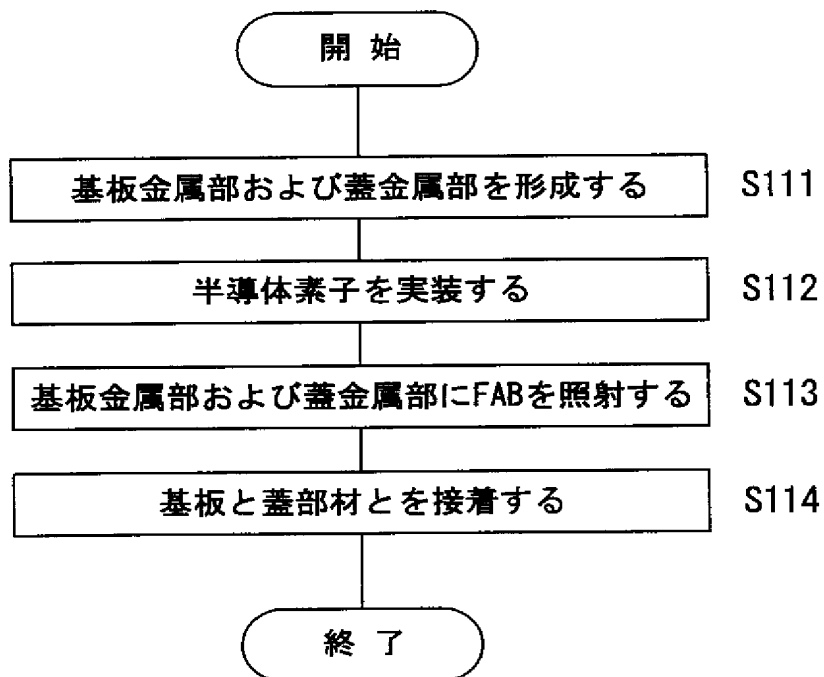 開始
基板金属部および蓋金属部を形成する S111
半導体素子を実装する S112
基板金属部および蓋金属部にFABを照射する S113
基板と蓋部材とを接着する S114
終了